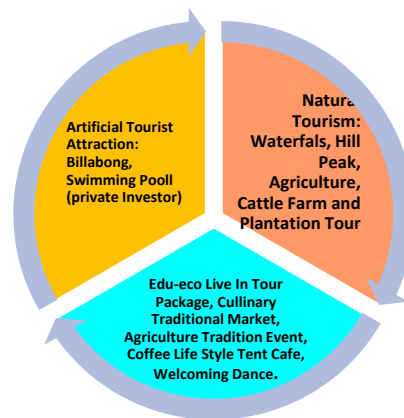 Artificial Tourist
Attraction:
Billabong,
Swimming Pooll
(private Investor)
Natural
Tourism:
Waterfals, Hill
Peak,
Agriculture,
Cattle Farm and
Plantation Tour
Edu-eco Live In Tour
Package, Cullinary
Traditional Market,
Agriculture Tradition Event,
Coffee Life Style Tent Cafe,
Welcoming Dance.